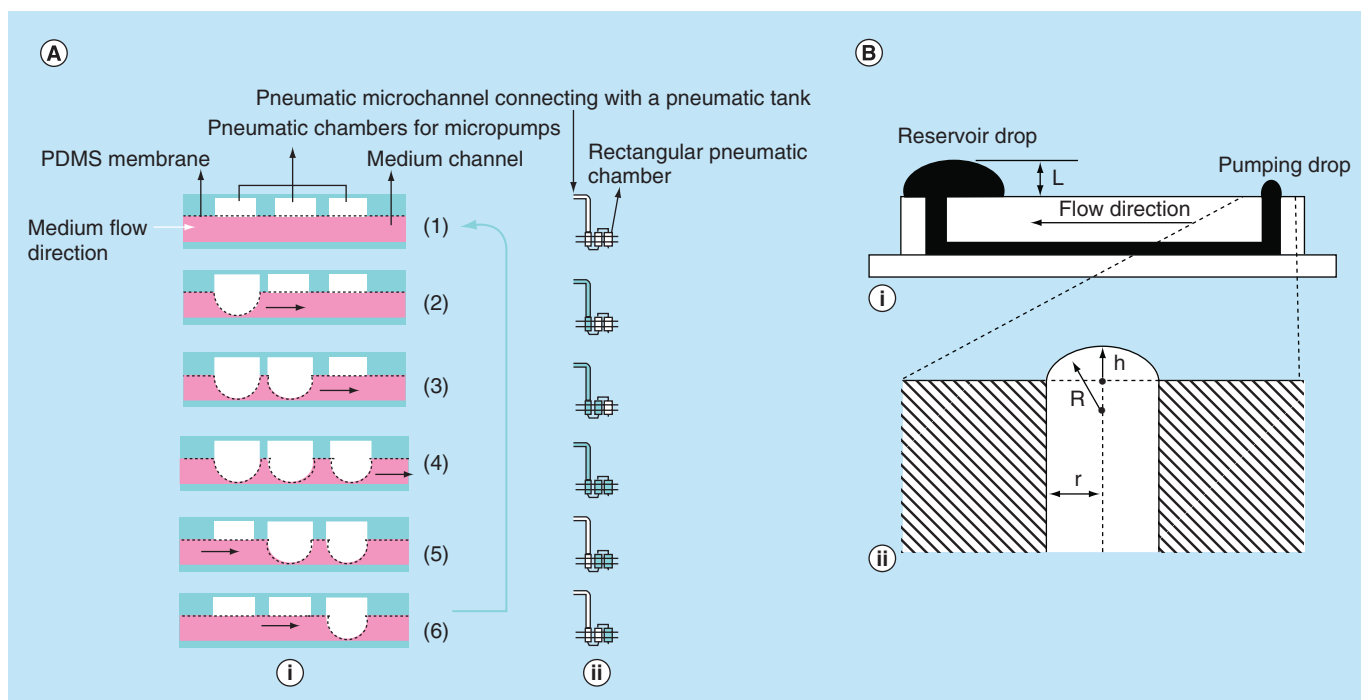 A
Pneumatic microchannel connecting with a pneumatic tank
Pneumatic chambers for micropumps
PDMS membrane
Medium channel
Rectangular pneumatic
chamber
Medium flow
direction
(1)
(2)
(3)
(4)
(5)
(6)
i
ii
B
Reservoir drop
L
Pumping drop
Flow direction
i
h
R
r
ii